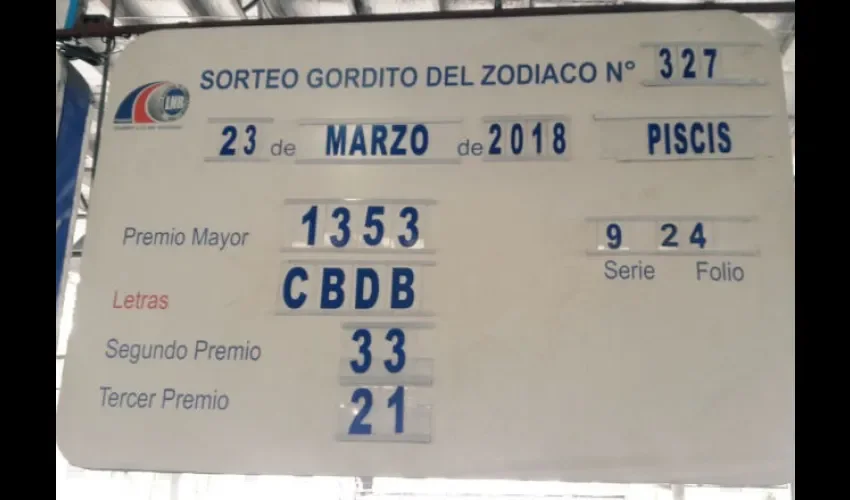 SORTEO GORDITO DEL ZODIACO N° 327
LNB
23 de MARZO de 2018 PISCIS
Premio Mayor 1353 9 24
Serie Folio
Letras CBDB
Segundo Premio 33
Tercer Premio 21